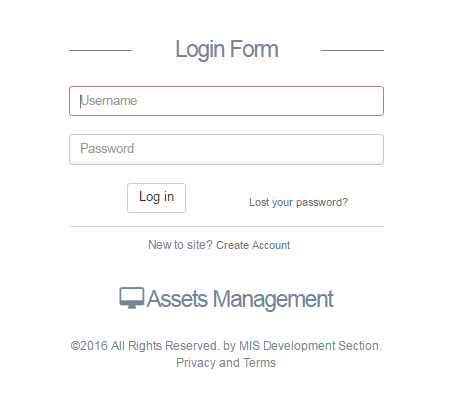 Login Form
Username
Password
Log in
Lost your password?
New to site? Create Account
Assets Management
©2016 All Rights Reserved. by MIS Development Section.
Privacy and Terms